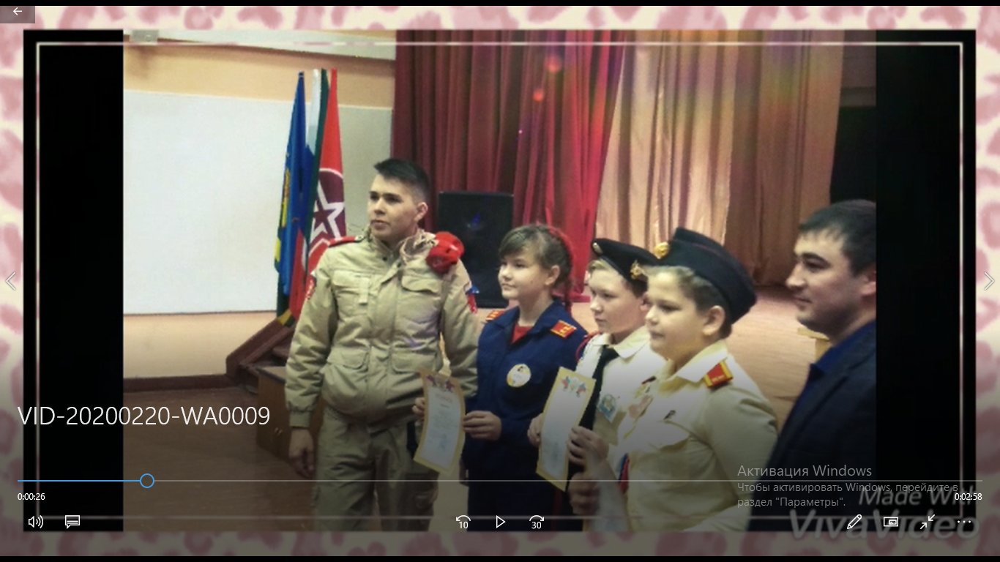 VID-20200220-WA0009
Активация Windows
Чтобы активировать Windows, перейдите в
раздел "Параметры".
0:00:26
0:02:58
Made With
VivaVideo
10
30